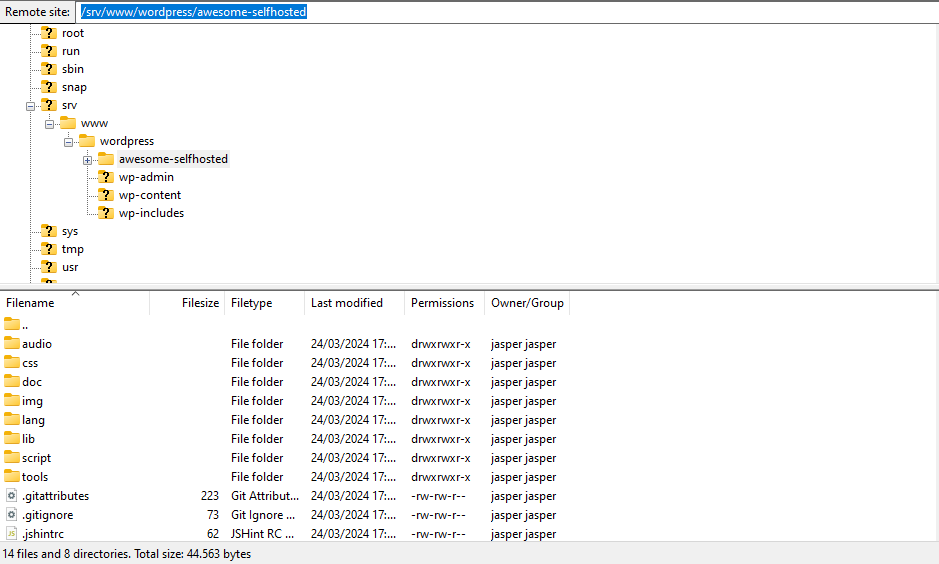 Remote site: /srv/www/wordpress/awesome-selfhosted
root
run
sbin
snap
srv
www
wordpress
awesome-selfhosted
wp-admin
wp-content
wp-includes
sys
tmp
usr
Filename Filesize Filetype Last modified Permissions Owner/Group
..
audio File folder 24/03/2024 17:... drwxrwxr-x jasper jasper
css File folder 24/03/2024 17:... drwxrwxr-x jasper jasper
doc File folder 24/03/2024 17:... drwxrwxr-x jasper jasper
img File folder 24/03/2024 17:... drwxrwxr-x jasper jasper
lang File folder 24/03/2024 17:... drwxrwxr-x jasper jasper
lib File folder 24/03/2024 17:... drwxrwxr-x jasper jasper
script File folder 24/03/2024 17:... drwxrwxr-x jasper jasper
tools File folder 24/03/2024 17:... drwxrwxr-x jasper jasper
.gitattributes 223 Git Attribut... 24/03/2024 17:... -rw-rw-r-- jasper jasper
.gitignore 73 Git Ignore ... 24/03/2024 17:... -rw-rw-r-- jasper jasper
.jshintrc 62 JSHint RC ... 24/03/2024 17:... -rw-rw-r-- jasper jasper
14 files and 8 directories. Total size: 44.563 bytes